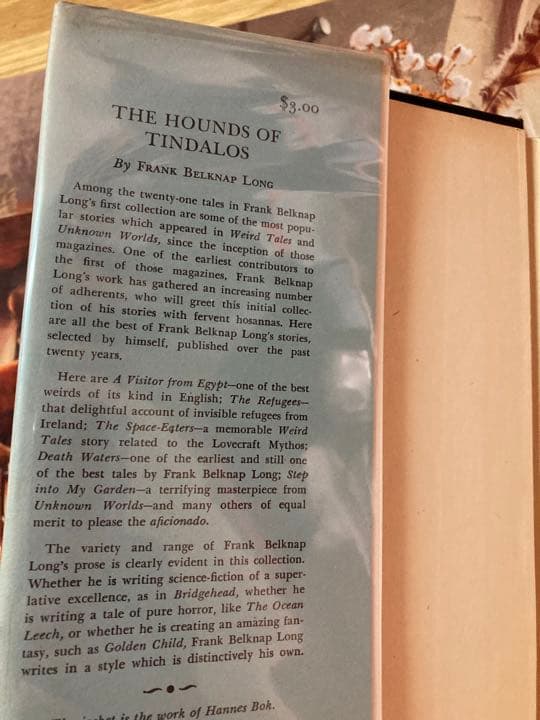 $3.00
THE HOUNDS OF
TINDALOS
By FRANK BELKNAP LONG
Among the twenty-one tales in Frank Belknap
Long's first collection are some of the most popu-
lar stories which appeared in Weird Tales and
Unknown Worlds, since the inception of those
magazines. One of the earliest contributors to
the first of those magazines, Frank Belknap
Long's work has gathered an increasing number
of adherents, who will greet this initial collec-
tion of his stories with fervent hosannas. Here
are all the best of Frank Belknap Long's stories,
selected by himself, published over the past
twenty years.
Here are A Visitor from Egypt—one of the best
weirds of its kind in English; The Refugees—
that delightful account of invisible refugees from
Ireland; The Space-Eaters—a memorable Weird
Tales story related to the Lovecraft Mythos;
Death Waters—one of the earliest and still one
of the best tales by Frank Belknap Long; Step
into My Garden—a terrifying masterpiece from
Unknown Worlds—and many others of equal
merit to please the aficionado.
The variety and range of Frank Belknap
Long's prose is clearly evident in this collection.
Whether he is writing science-fiction of a super-
lative excellence, as in Bridgehead, whether he
is writing a tale of pure horror, like The Ocean
Leech, or whether he is creating an amazing fan-
tasy, such as Golden Child, Frank Belknap Long
writes in a style which is distinctively his own.
jacket is the work of Hannes Bok.